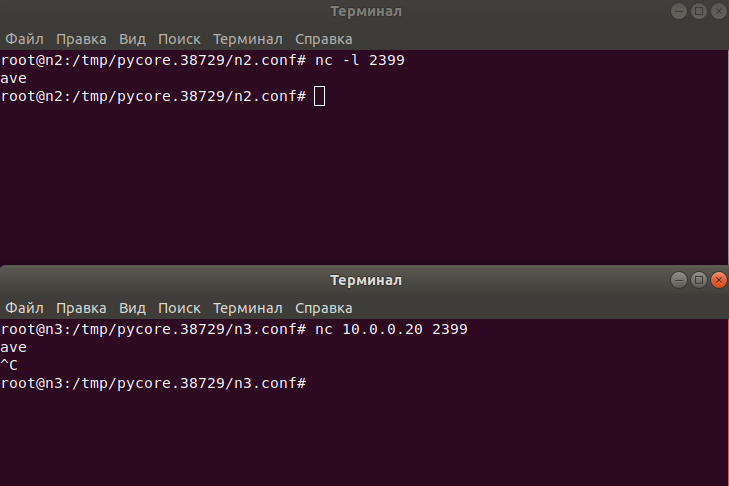 Терминал
Файл Правка Вид Поиск Терминал Справка
root@n2:/tmp/pycore.38729/n2.conf# nc -l 2399
ave
root@n2:/tmp/pycore.38729/n2.conf#
Терминал
Файл Правка Вид Поиск Терминал Справка
root@n3:/tmp/pycore.38729/n3.conf# nc 10.0.0.20 2399
ave
^C
root@n3:/tmp/pycore.38729/n3.conf#